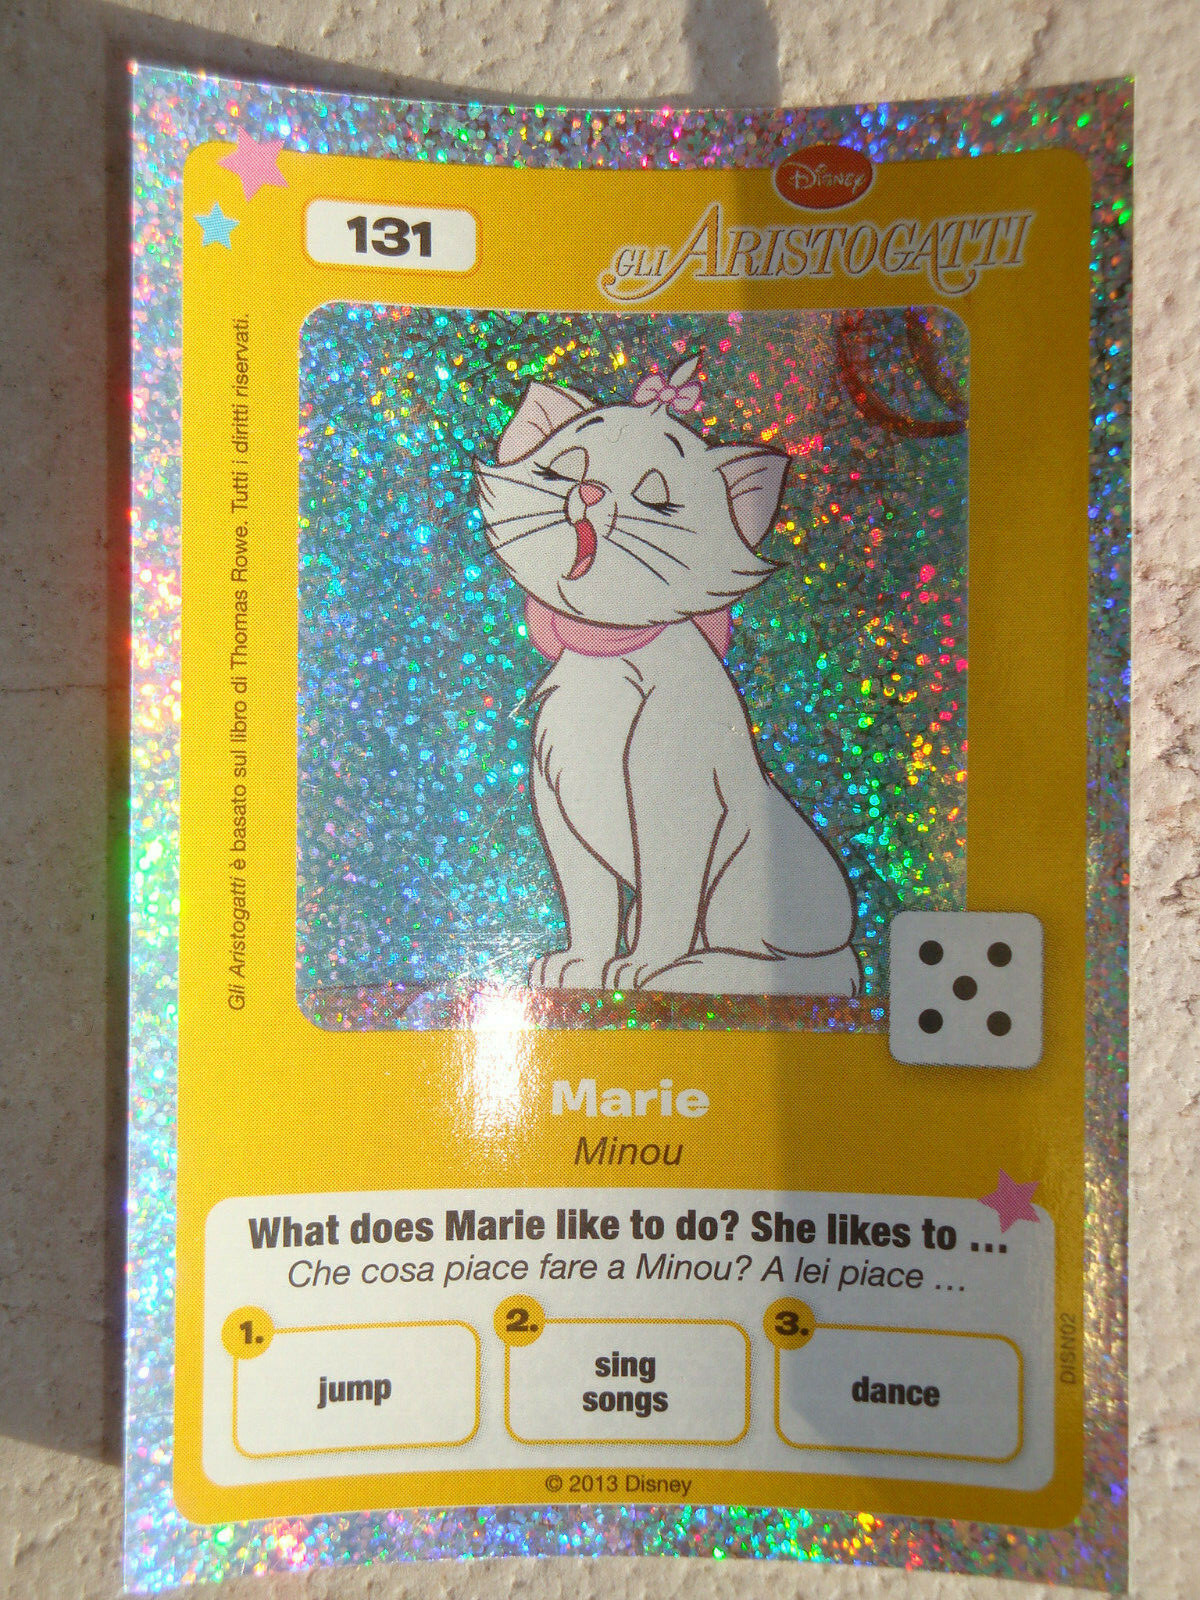 Disney
131
GLI ARISTOGATTI
Gli Aristogatti è basato sul libro di Thomas Rowe. Tutti i diritti riservati.
Marie
Minou
What does Marie like to do? She likes to ...
Che cosa piace fare a Minou? A lei piace ...
1.
jump
2.
sing
songs
3.
dance
DISN02
© 2013 Disney